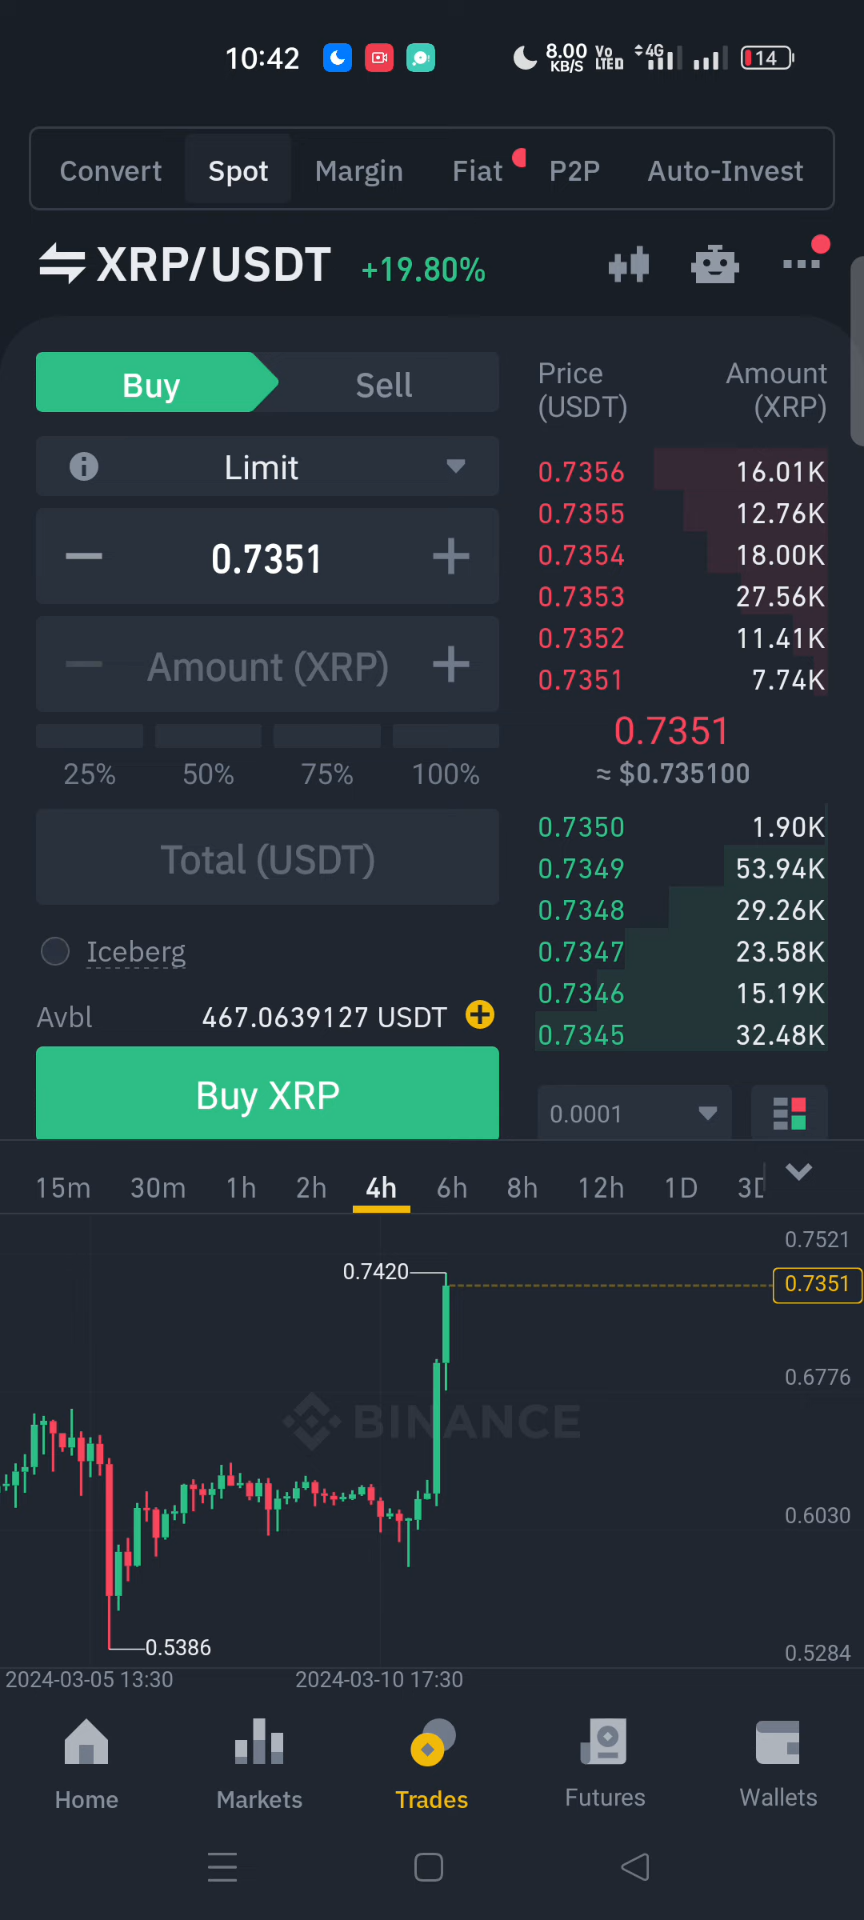 10:42
8.00 KB/S
Vo LTED
4G
14
Convert Spot Margin Fiat P2P Auto-Invest
XRP/USDT +19.80%
Buy Sell
Limit
0.7351
Amount (XRP)
25% 50% 75% 100%
Total (USDT)
Iceberg
Avbl 467.0639127 USDT
Buy XRP
Price Amount
(USDT) (XRP)
0.7356 16.01K
0.7355 12.76K
0.7354 18.00K
0.7353 27.56K
0.7352 11.41K
0.7351 7.74K
0.7351
≈ $0.735100
0.7350 1.90K
0.7349 53.94K
0.7348 29.26K
0.7347 23.58K
0.7346 15.19K
0.7345 32.48K
0.0001
15m 30m 1h 2h 4h 6h 8h 12h 1D 3D
0.7521
0.7420
0.7351
0.6776
BINANCE
0.6030
0.5386
0.5284
2024-03-05 13:30 2024-03-10 17:30
Home Markets Trades Futures Wallets